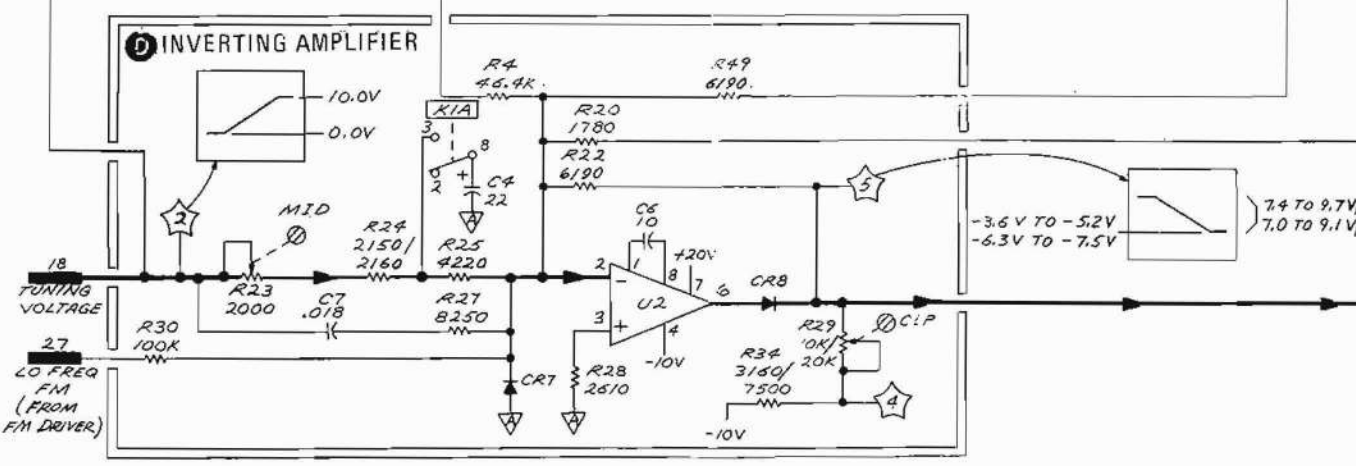 D INVERTING AMPLIFIER
10.0V
0.0V
R4
46.4K
R49
6190
K1A
3
8
2
+
C4
22
A
R20
1780
R22
6190
2
MID
R24
2150/
2160
R25
4220
18
TUNING
VOLTAGE
R23
2000
C7
.018
R27
8250
R30
100K
27
LO FREQ
FM
(FROM
FM DRIVER)
CR7
A
C6
10
1
8
+20V
7
2
-
U2
6
3
+
4
-10V
R28
2610
A
CR8
5
-3.6V TO -5.2V
-6.3V TO -7.5V
7.4 TO 9.7V
7.0 TO 9.1V
R29
10K/
20K
CLP
R34
3160/
7500
4
-10V